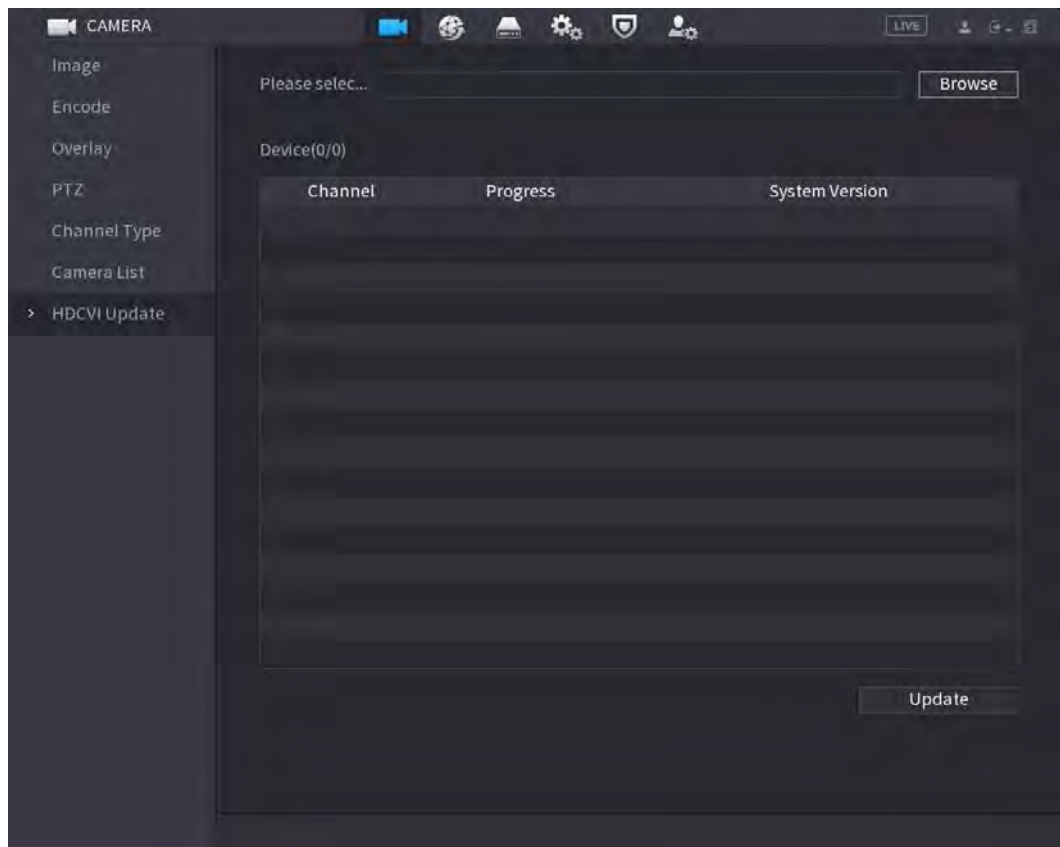 CAMERA
LIVE
Image
Encode
Overlay
PTZ
Channel Type
Camera List
> HDCVI Update
Please selec...
Browse
Device(0/0)
Channel Progress System Version
Update